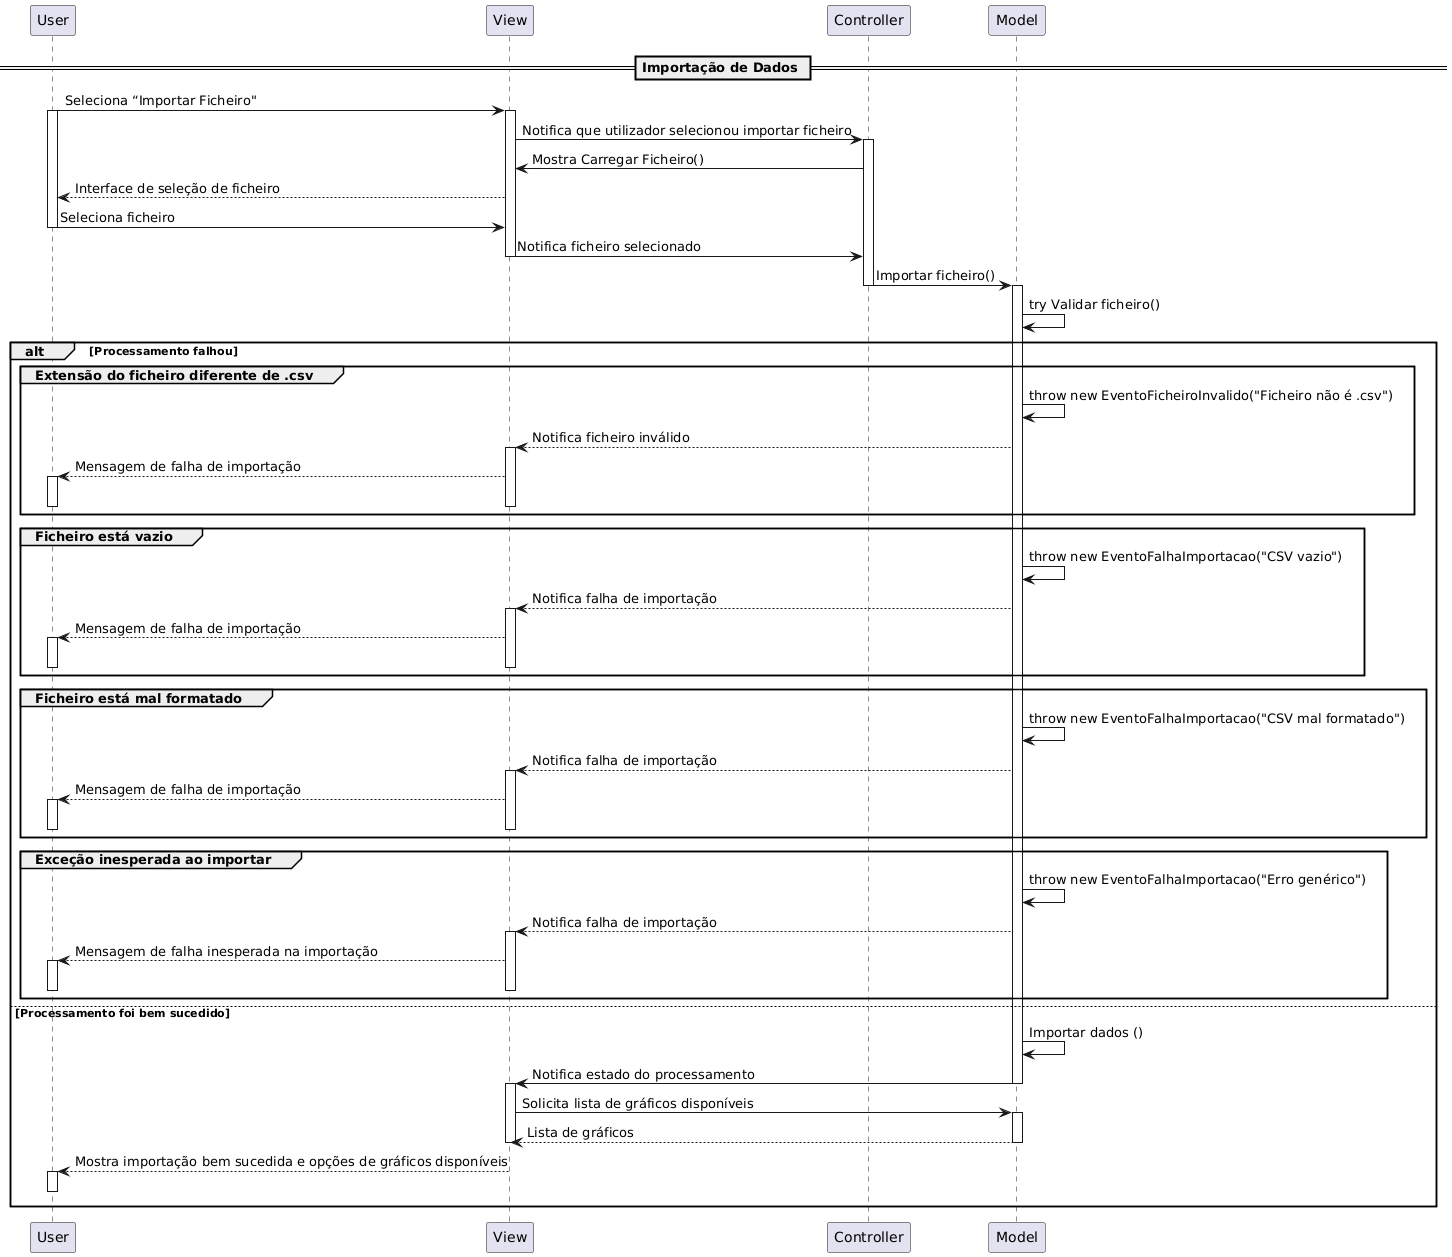 User
View
Controller
Model
Importação de Dados
Seleciona “Importar Ficheiro"
Notifica que utilizador selecionou importar ficheiro
Mostra Carregar Ficheiro()
Interface de seleção de ficheiro
Seleciona ficheiro
Notifica ficheiro selecionado
Importar ficheiro()
try Validar ficheiro()
alt
[Processamento falhou]
Extensão do ficheiro diferente de .csv
throw new EventoFicheiroInvalido("Ficheiro não é .csv")
Notifica ficheiro inválido
Mensagem de falha de importação
Ficheiro está vazio
throw new EventoFalhaImportacao("CSV vazio")
Notifica falha de importação
Mensagem de falha de importação
Ficheiro está mal formatado
throw new EventoFalhaImportacao("CSV mal formatado")
Notifica falha de importação
Mensagem de falha de importação
Exceção inesperada ao importar
throw new EventoFalhaImportacao("Erro genérico")
Notifica falha de importação
Mensagem de falha inesperada na importação
[Processamento foi bem sucedido]
Importar dados ()
Notifica estado do processamento
Solicita lista de gráficos disponíveis
Lista de gráficos
Mostra importação bem sucedida e opções de gráficos disponíveis
User
View
Controller
Model